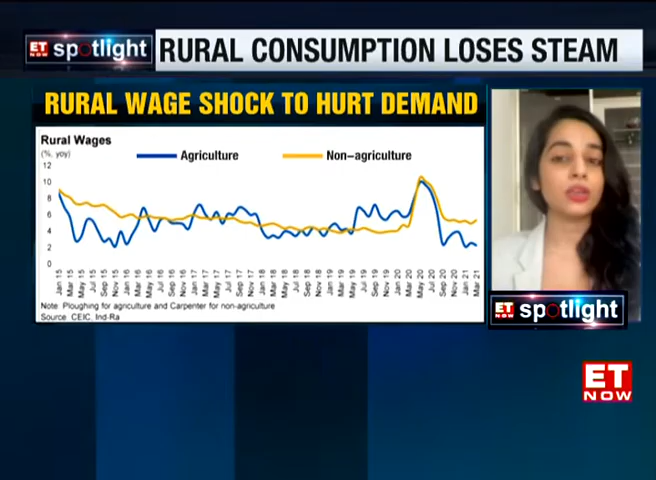 ET NOW spotlight RURAL CONSUMPTION LOSES STEAM
RURAL WAGE SHOCK TO HURT DEMAND
Rural Wages
(%, yoy)
Agriculture
Non-agriculture
12
10
8
6
4
2
0
Jan 15
Mar 15
May 15
Jul 15
Sep 15
Nov 15
Jan 16
Mar 16
May 16
Jul 16
Sep 16
Nov 16
Jan 17
Mar 17
May 17
Jul 17
Sep 17
Nov 17
Jan 18
Mar 18
May 18
Jul 18
Sep 18
Nov 18
Jan 19
Mar 19
May 19
Jul 19
Sep 19
Nov 19
Jan 20
Mar 20
May 20
Jul 20
Sep 20
Nov 20
Jan 21
Mar 21
Note: Ploughing for agriculture and Carpenter for non-agriculture
Source: CEIC, Ind-Ra
ET NOW spotlight
ET
NOW